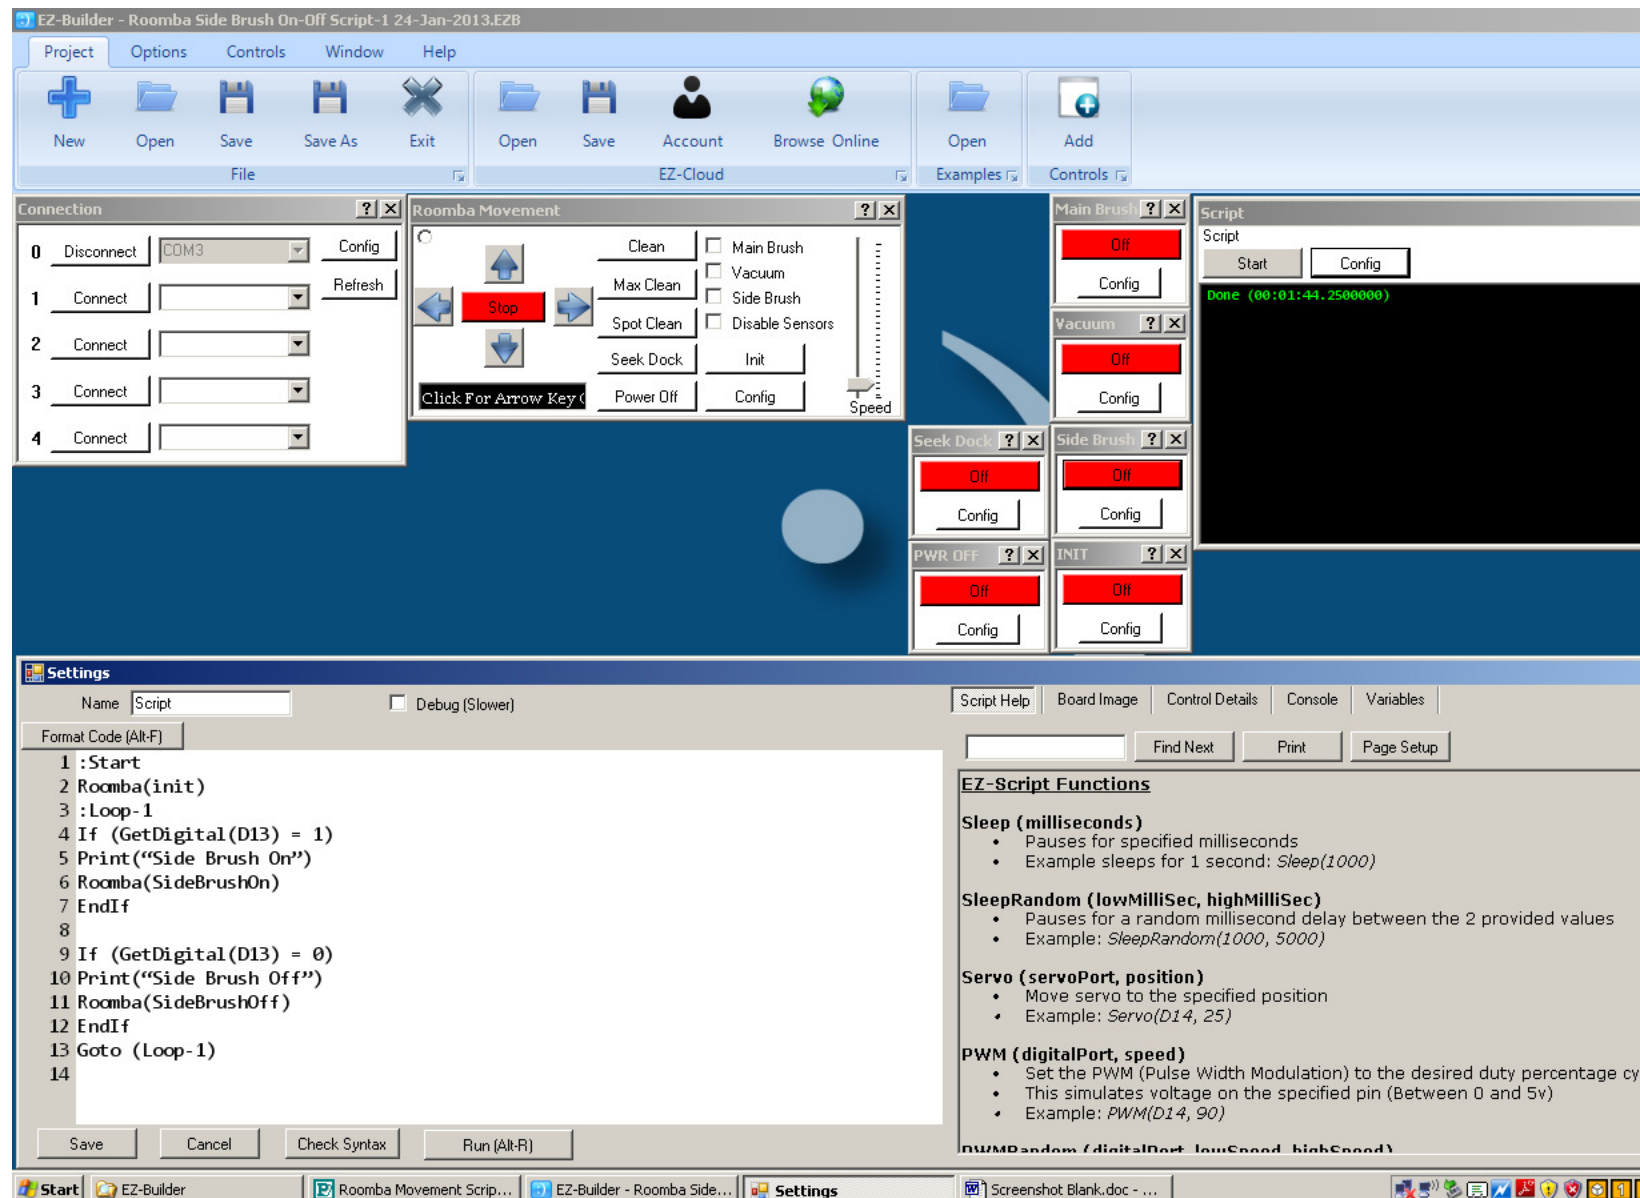 EZ-Builder - Roomba Side Brush On-Off Script-1 24-Jan-2013.EZB
Project Options Controls Window Help
New Open Save Save As Exit Open Save Account Browse Online Open Add
File EZ-Cloud Examples Controls
Connection
0 Disconnect COM3 Config
Refresh
1 Connect
2 Connect
3 Connect
4 Connect
Roomba Movement
Stop
Click For Arrow Key
Clean
Max Clean
Spot Clean
Seek Dock
Power Off
Main Brush
Vacuum
Side Brush
Disable Sensors
Init
Config
Speed
Main Brush
Off
Config
Vacuum
Off
Config
Seek Dock
Off
Config
Side Brush
Off
Config
PWR OFF
Off
Config
INIT
Off
Config
Script
Script
Start Config
Done (00:01:44.2500000)
Settings
Name Script Debug (Slower)
Format Code (Alt-F)
1 :Start
2 Roomba(init)
3 :Loop-1
4 If (GetDigital(D13) = 1)
5 Print(“Side Brush On”)
6 Roomba(SideBrushOn)
7 EndIf
8
9 If (GetDigital(D13) = 0)
10 Print(“Side Brush Off”)
11 Roomba(SideBrushOff)
12 EndIf
13 Goto (Loop-1)
14
Save Cancel Check Syntax Run (Alt-R)
Script Help Board Image Control Details Console Variables
Find Next Print Page Setup
EZ-Script Functions
Sleep (milliseconds)
• Pauses for specified milliseconds
• Example sleeps for 1 second: Sleep(1000)
SleepRandom (lowMilliSec, highMilliSec)
• Pauses for a random millisecond delay between the 2 provided values
• Example: SleepRandom(1000, 5000)
Servo (servoPort, position)
• Move servo to the specified position
• Example: Servo(D14, 25)
PWM (digitalPort, speed)
• Set the PWM (Pulse Width Modulation) to the desired duty percentage cy
• This simulates voltage on the specified pin (Between 0 and 5v)
• Example: PWM(D14, 90)
PWMRandom (digitalPort, lowSpeed, highSpeed)
Start EZ-Builder Roomba Movement Scrip... EZ-Builder - Roomba Side... Settings Screenshot Blank.doc - ...